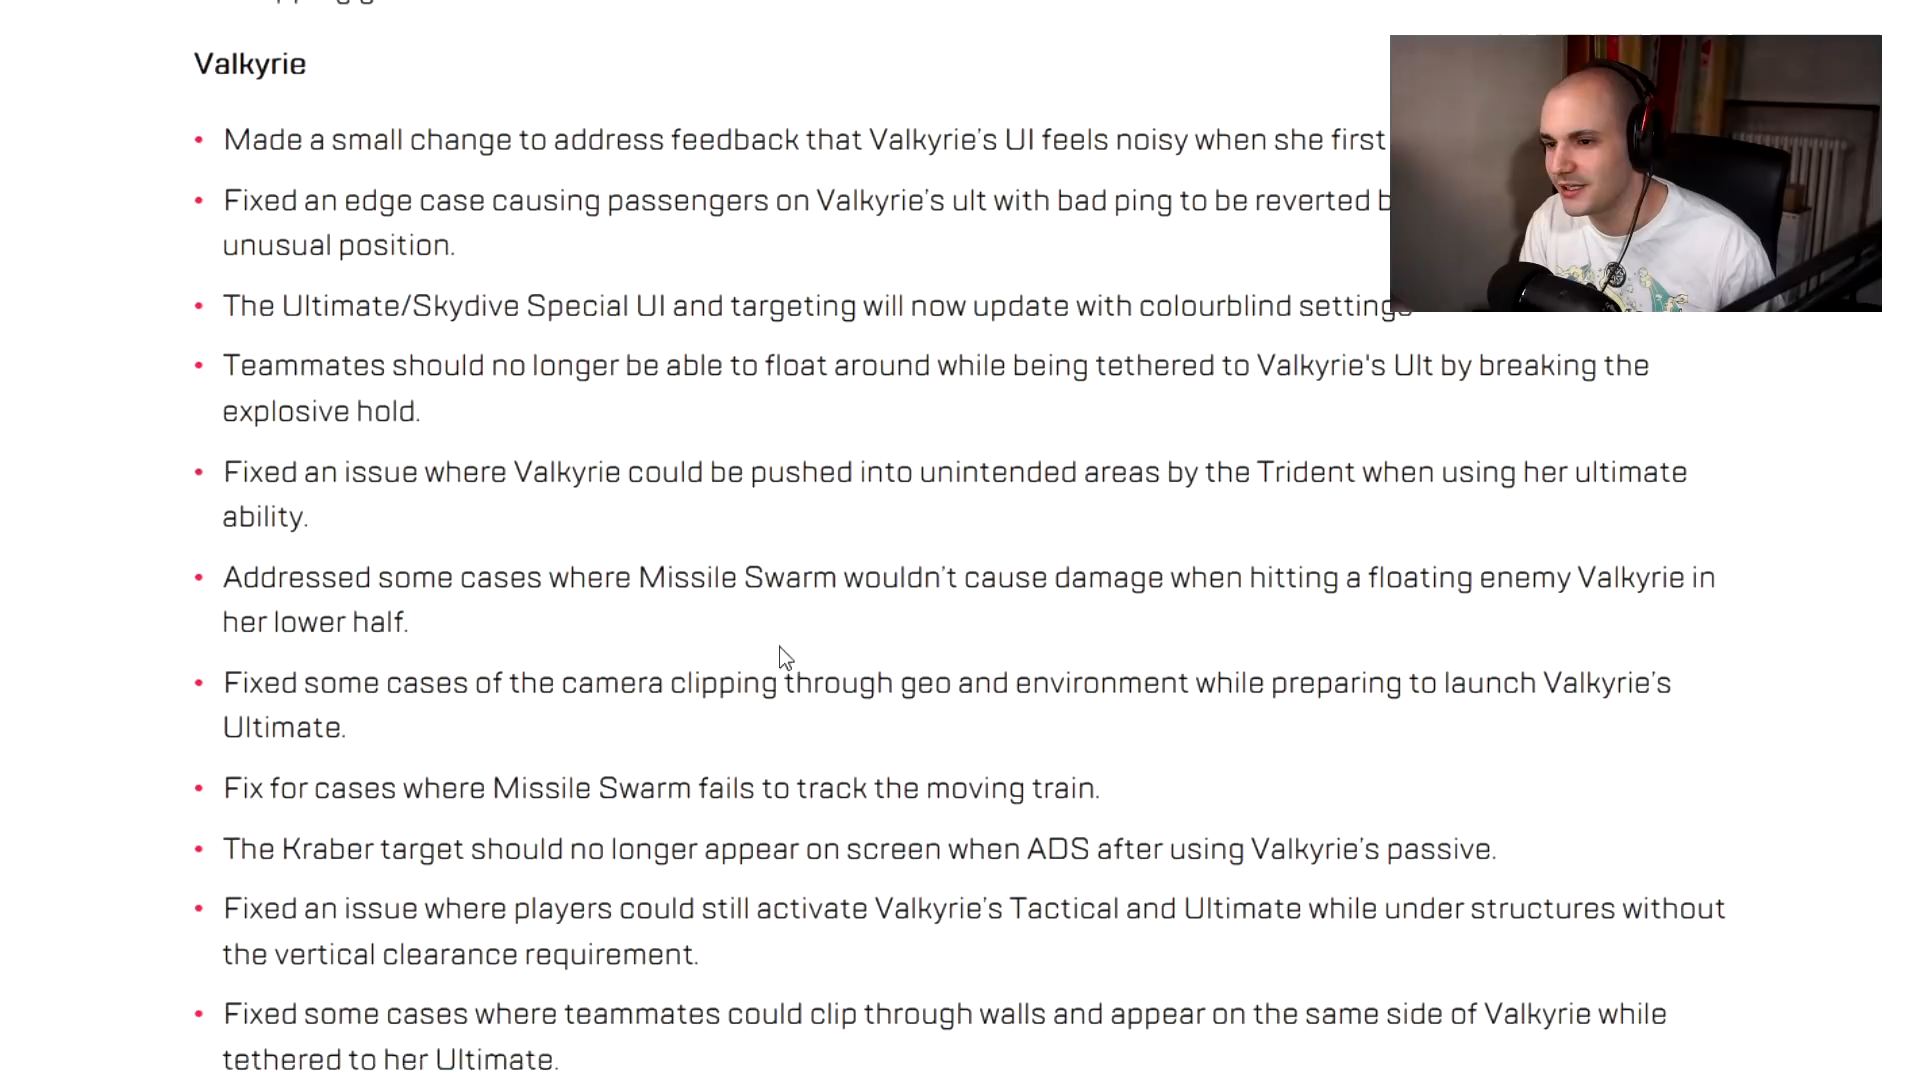 Valkyrie
• Made a small change to address feedback that Valkyrie's UI feels noisy when she first
• Fixed an edge case causing passengers on Valkyrie's ult with bad ping to be reverted
unusual position.
• The Ultimate/Skydive Special UI and targeting will now update with colourblind settings
• Teammates should no longer be able to float around while being tethered to Valkyrie's Ult by breaking the
explosive hold.
• Fixed an issue where Valkyrie could be pushed into unintended areas by the Trident when using her ultimate
ability.
• Addressed some cases where Missile Swarm wouldn't cause damage when hitting a floating enemy Valkyrie in
her lower half.
• Fixed some cases of the camera clipping through geo and environment while preparing to launch Valkyrie's
Ultimate.
• Fix for cases where Missile Swarm fails to track the moving train.
• The Kraber target should no longer appear on screen when ADS after using Valkyrie's passive.
• Fixed an issue where players could still activate Valkyrie's Tactical and Ultimate while under structures without
the vertical clearance requirement.
• Fixed some cases where teammates could clip through walls and appear on the same side of Valkyrie while
tethered to her Ultimate.